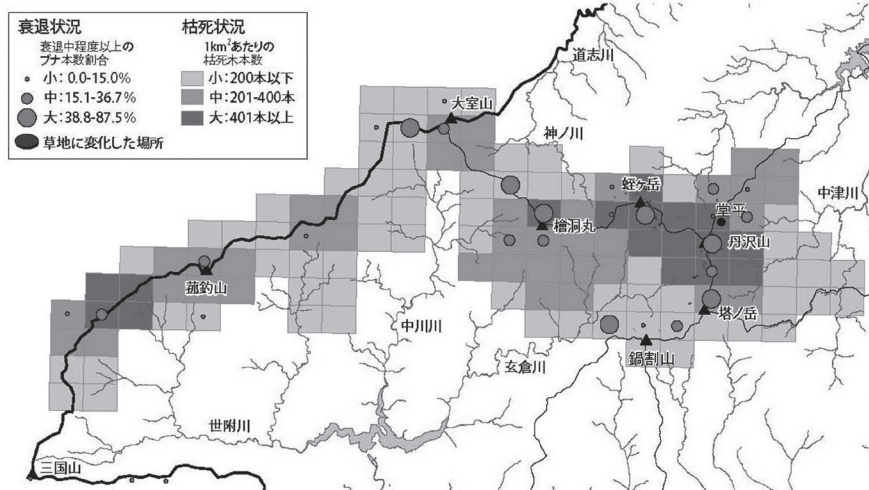 衰退状況
衰退中程度以上の
ブナ本数割合
小：0.0-15.0%
中：15.1-36.7%
大：38.8-87.5%
草地に変化した場所
枯死状況
1km²あたりの
枯死木本数
小：200本以下
中：201-400本
大：401本以上
道志川
大室山
神ノ川
蛭ヶ岳
中津川
堂平
檜洞丸
丹沢山
菰釣山
塔ノ岳
中川川
鍋割山
玄倉川
世附川
三国山